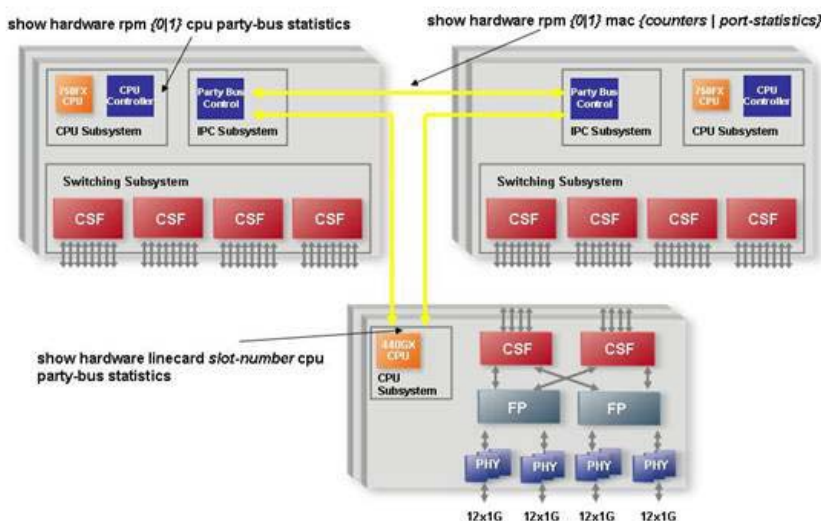 show hardware rpm {0|1} cpu party-bus statistics
show hardware rpm {0|1} mac {counters | port-statistics}
750FX
CPU
CPU
Controller
CPU Subsystem
Party Bus
Control
IPC Subsystem
Switching Subsystem
CSF
CSF
CSF
CSF
Party Bus
Control
IPC Subsystem
750FX
CPU
CPU
Controller
CPU Subsystem
Switching Subsystem
CSF
CSF
CSF
CSF
show hardware linecard slot-number cpu
party-bus statistics
440GX
CPU
CPU
Subsystem
CSF
CSF
FP
FP
PHY
PHY
PHY
PHY
12x1G
12x1G
12x1G
12x1G